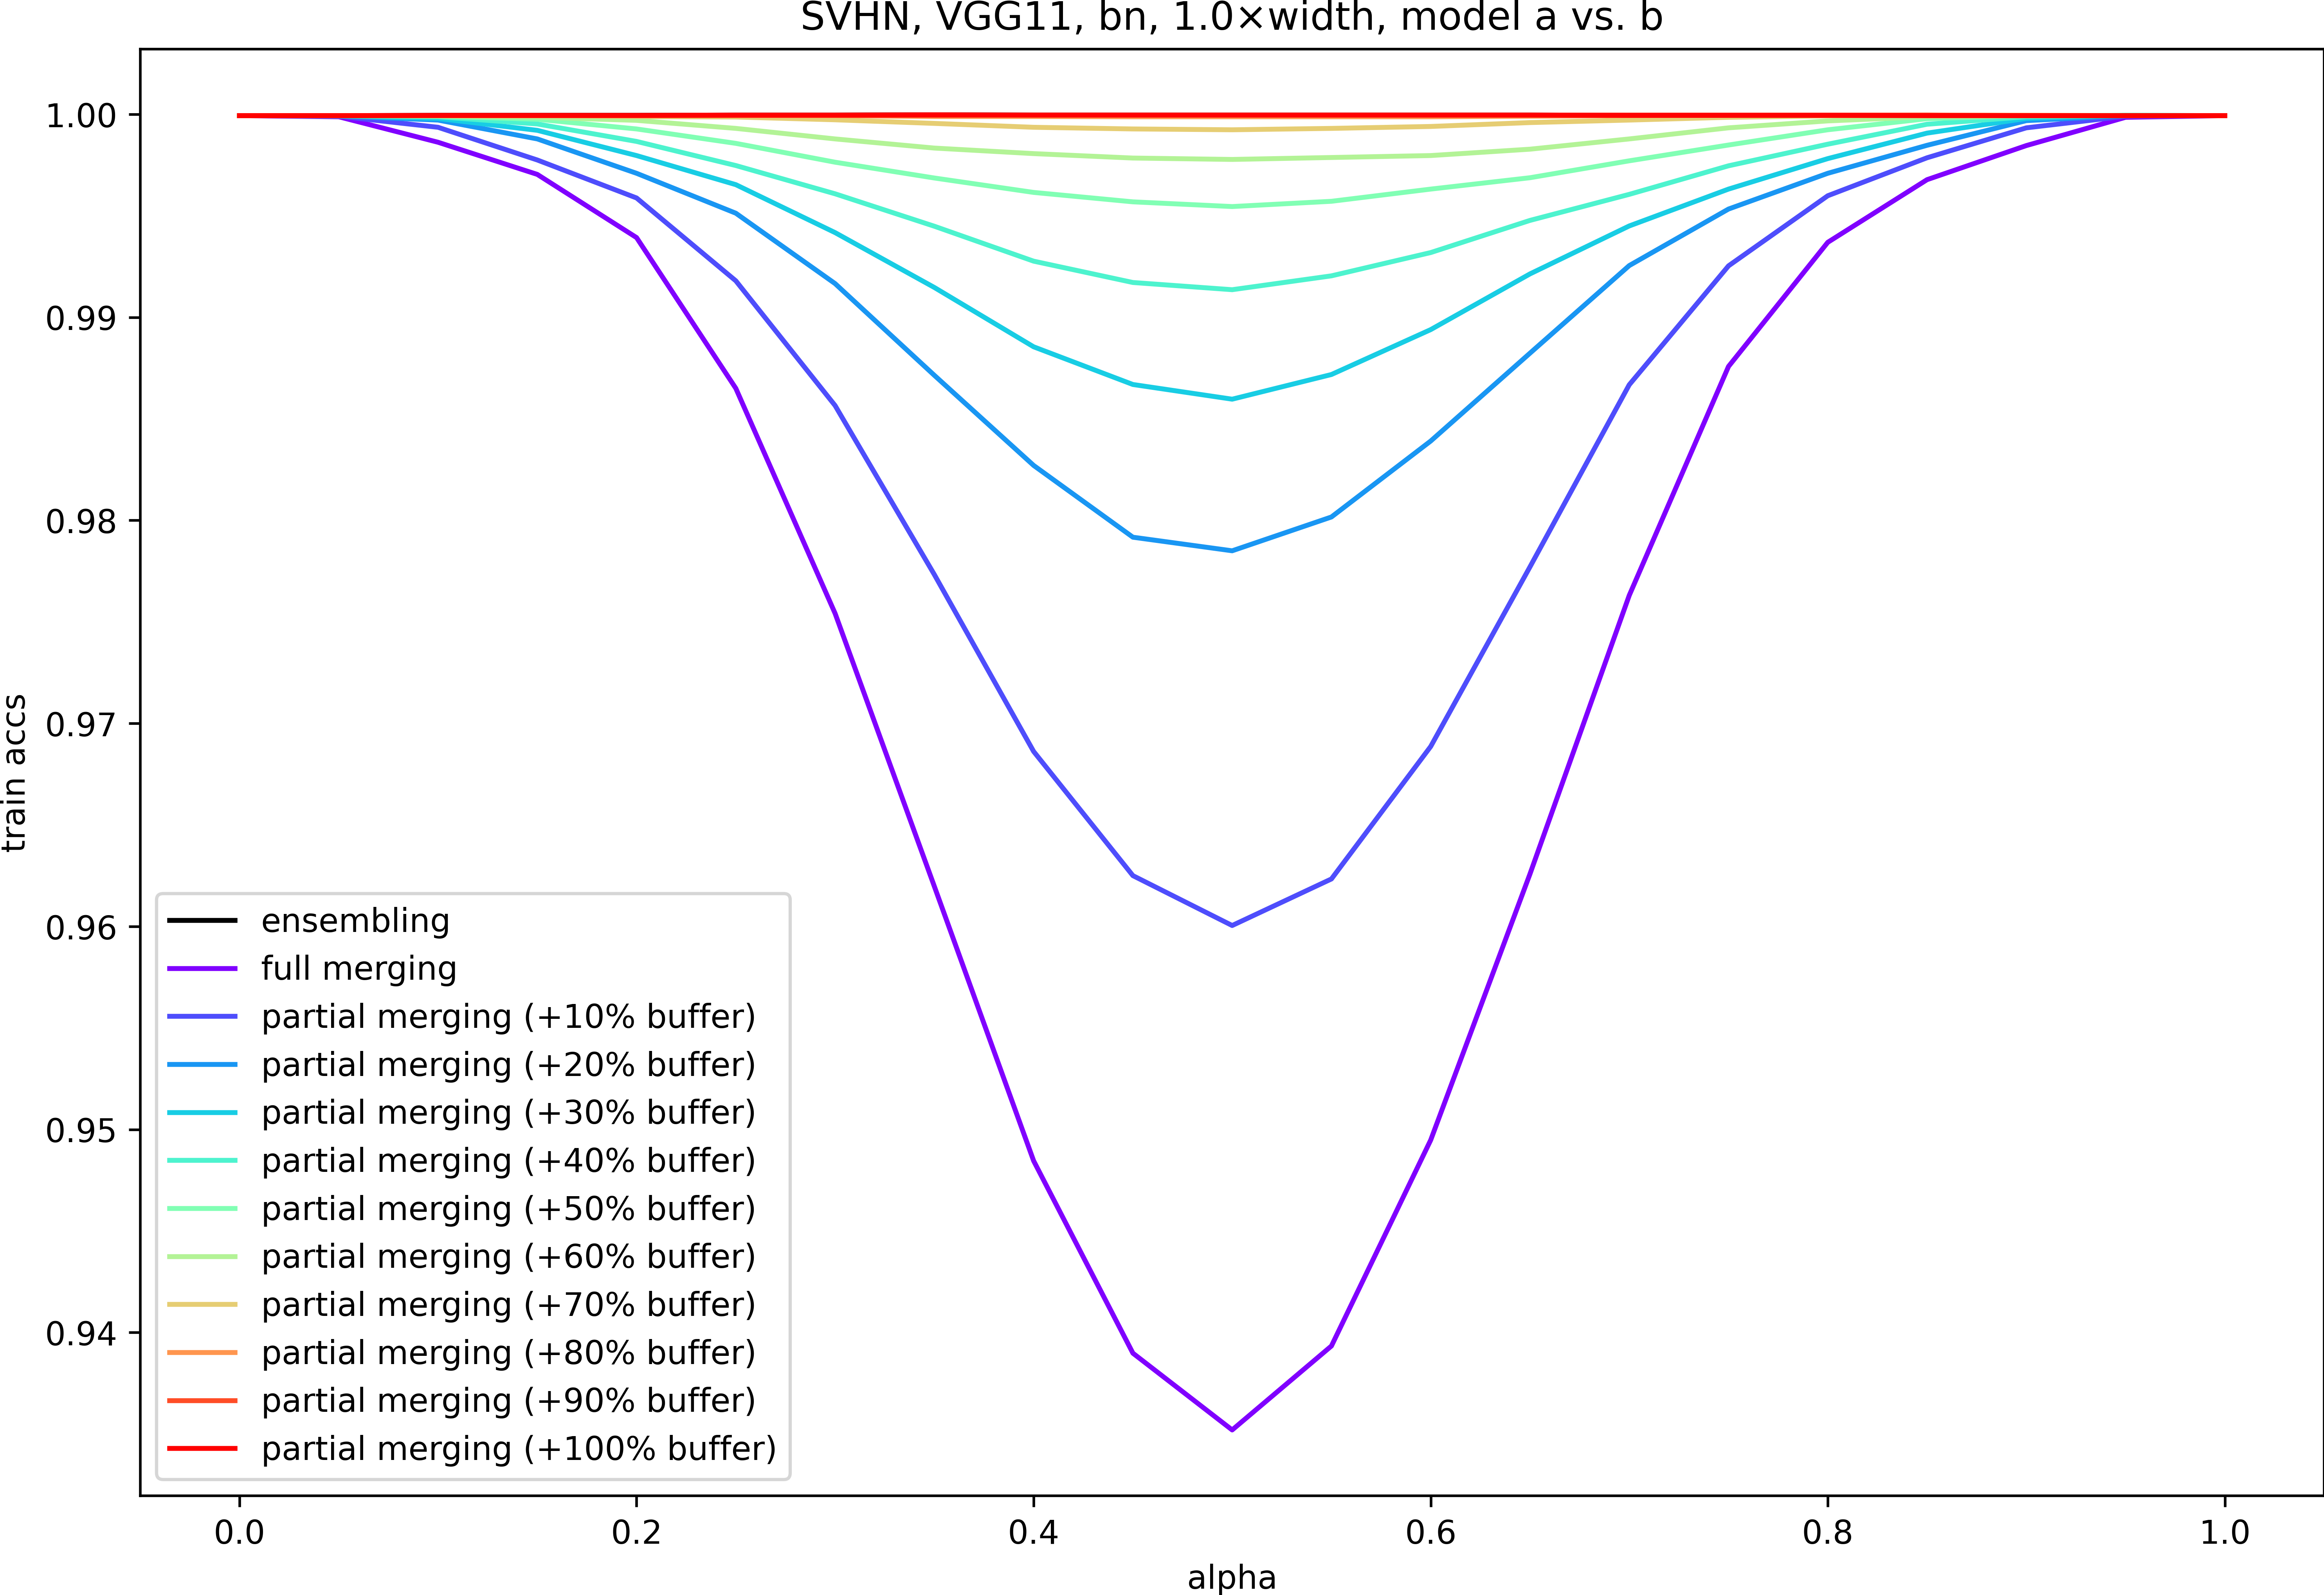 SVHN, VGG11, bn, 1.0×width, model a vs. b
1.00
0.99
0.98
0.97
0.96
0.95
0.94
train accs
ensembling
full merging
partial merging (+10% buffer)
partial merging (+20% buffer)
partial merging (+30% buffer)
partial merging (+40% buffer)
partial merging (+50% buffer)
partial merging (+60% buffer)
partial merging (+70% buffer)
partial merging (+80% buffer)
partial merging (+90% buffer)
partial merging (+100% buffer)
0.0 0.2 0.4 0.6 0.8 1.0
alpha